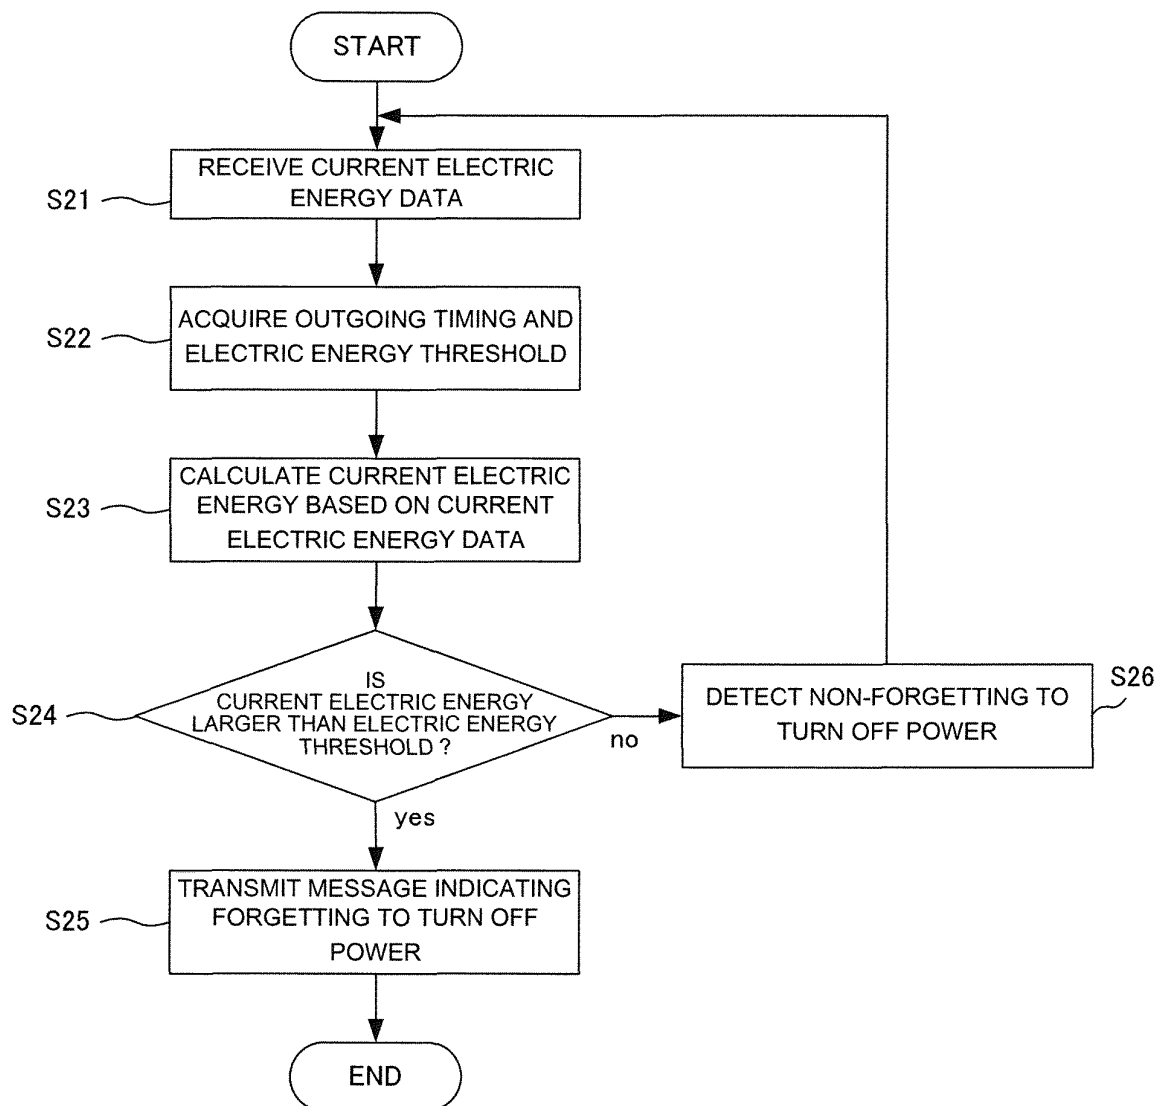 START
RECEIVE CURRENT ELECTRIC
ENERGY DATA
S21
ACQUIRE OUTGOING TIMING AND
ELECTRIC ENERGY THRESHOLD
S22
CALCULATE CURRENT ELECTRIC
ENERGY BASED ON CURRENT
ELECTRIC ENERGY DATA
S23
IS
CURRENT ELECTRIC ENERGY
LARGER THAN ELECTRIC ENERGY
THRESHOLD ?
S24
no
DETECT NON-FORGETTING TO
TURN OFF POWER
S26
yes
TRANSMIT MESSAGE INDICATING
FORGETTING TO TURN OFF
POWER
S25
END